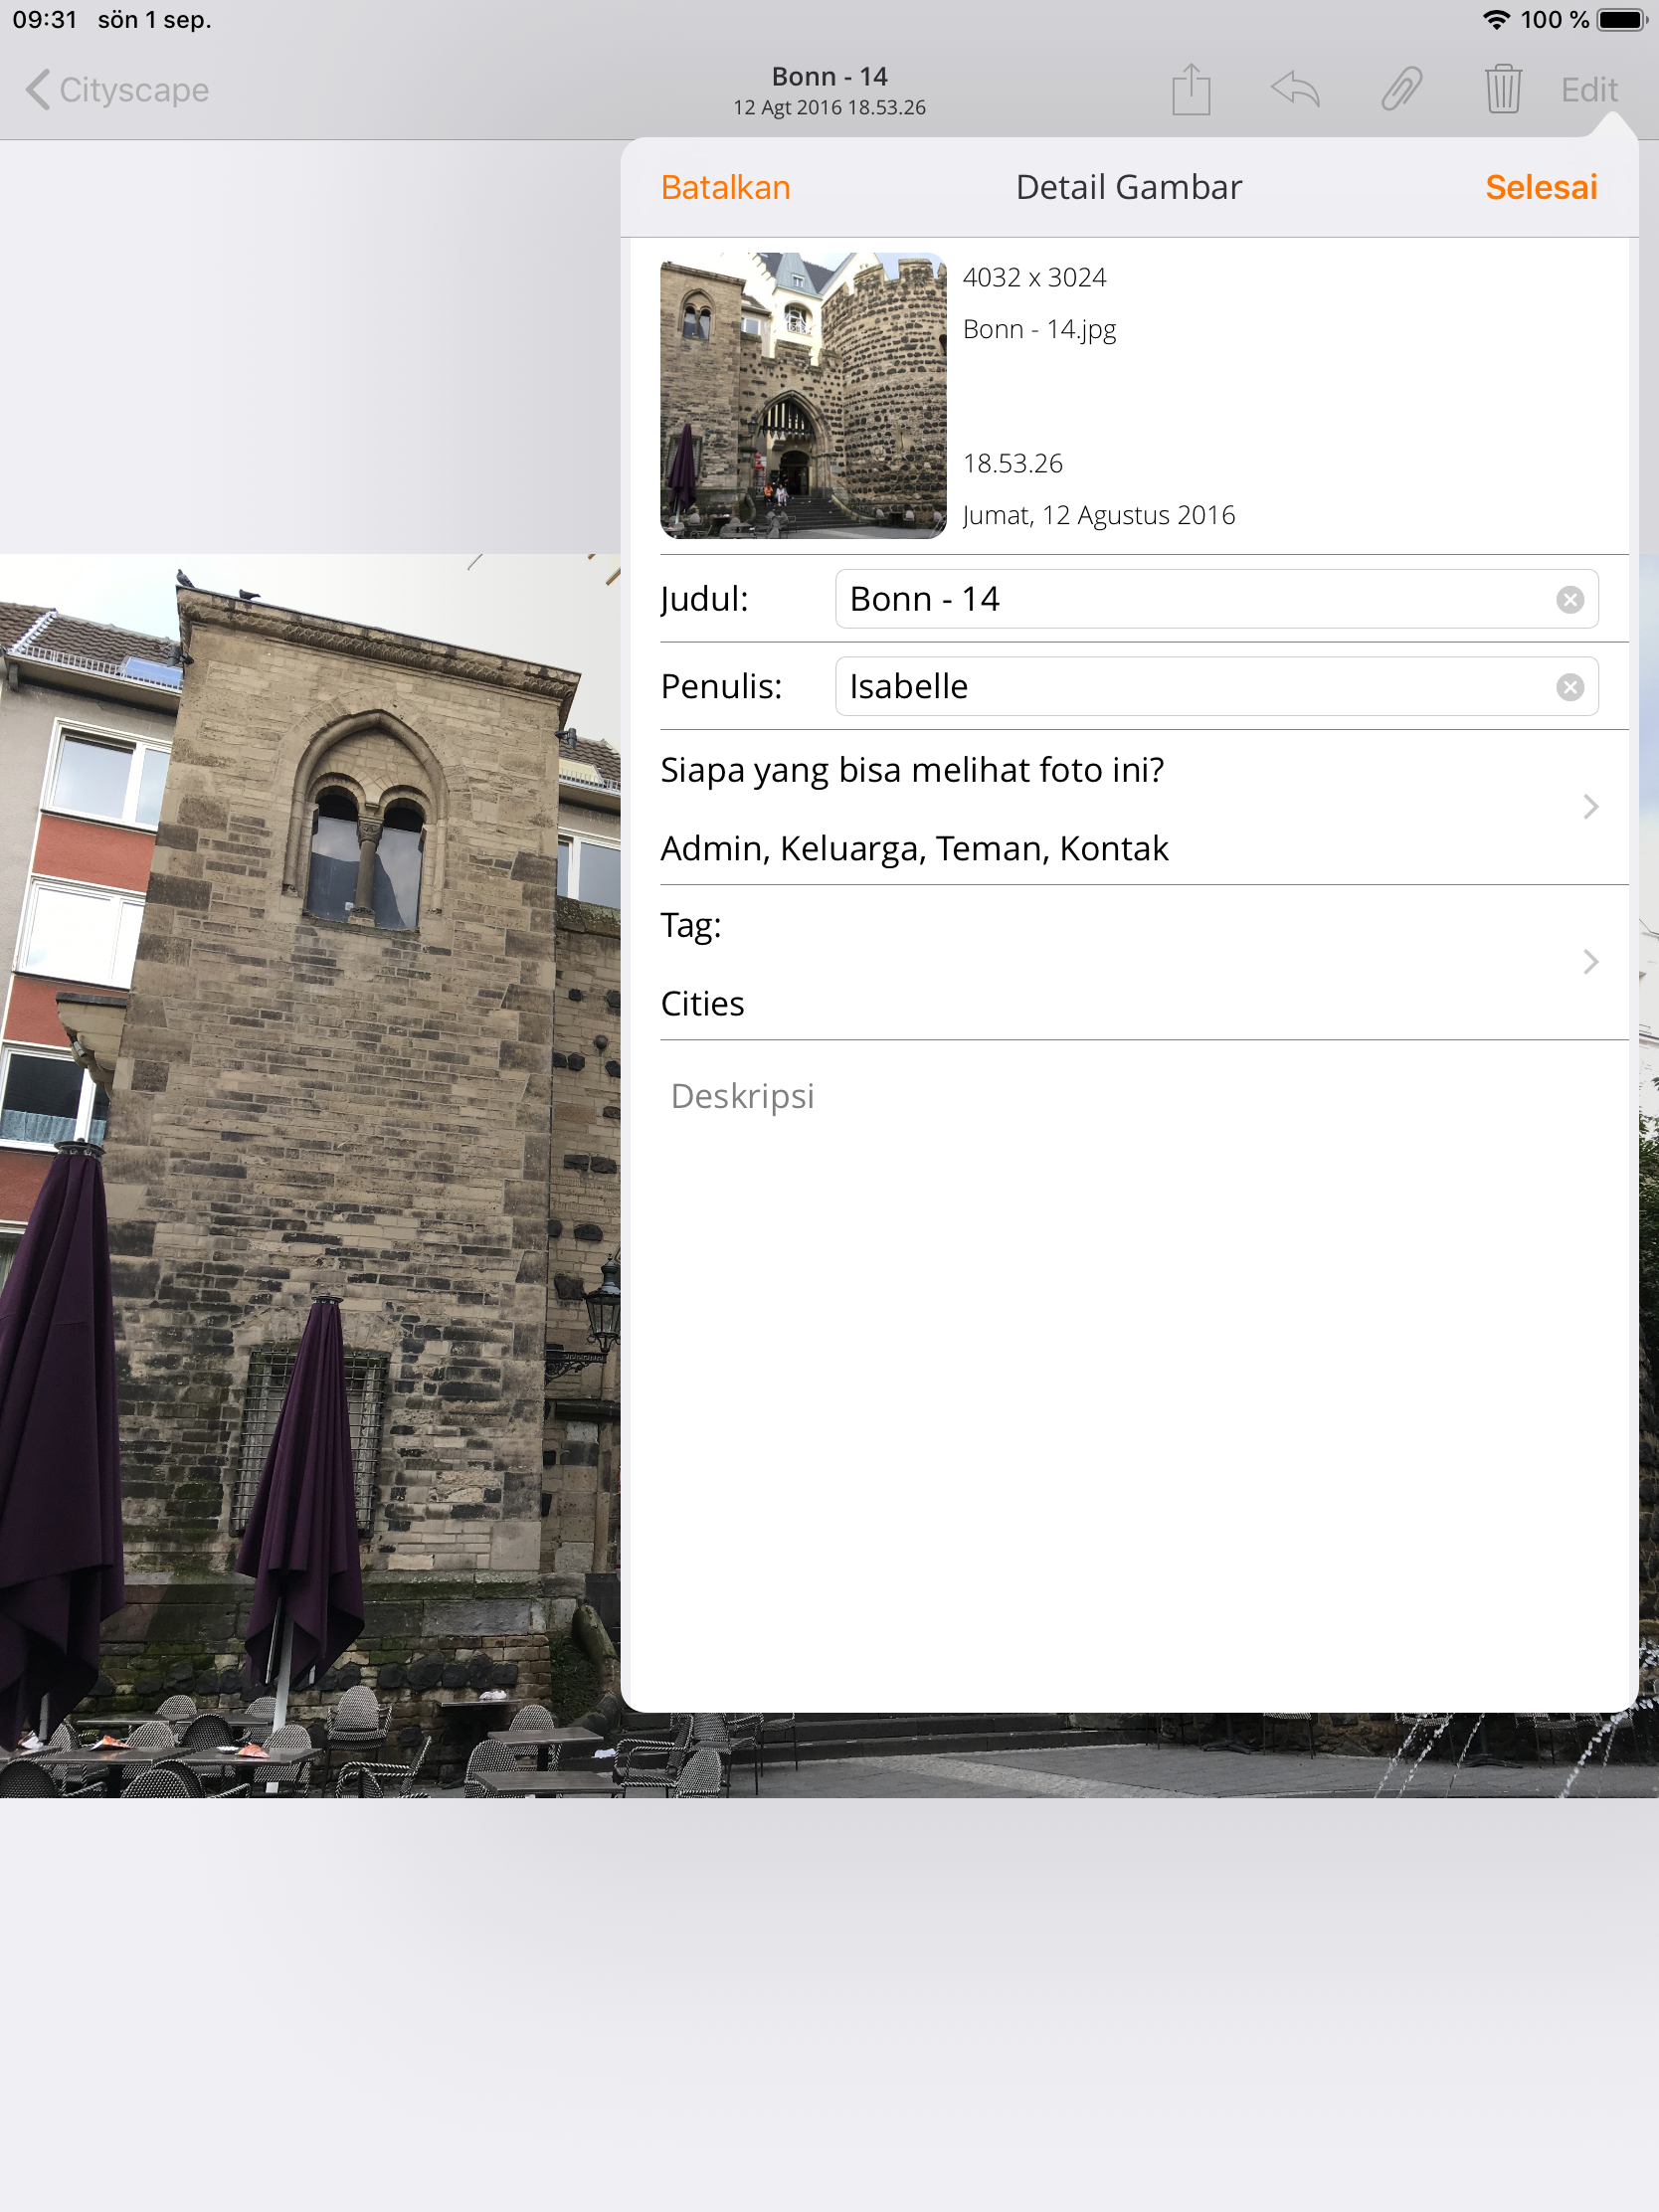 09:31 sön 1 sep.
100 %
Cityscape
Bonn - 14
12 Agt 2016 18.53.26
Edit
Batalkan
Detail Gambar
Selesai
4032 x 3024
Bonn - 14.jpg
18.53.26
Jumat, 12 Agustus 2016
Judul:
Bonn - 14
Penulis:
Isabelle
Siapa yang bisa melihat foto ini?
Admin, Keluarga, Teman, Kontak
Tag:
Cities
Deskripsi